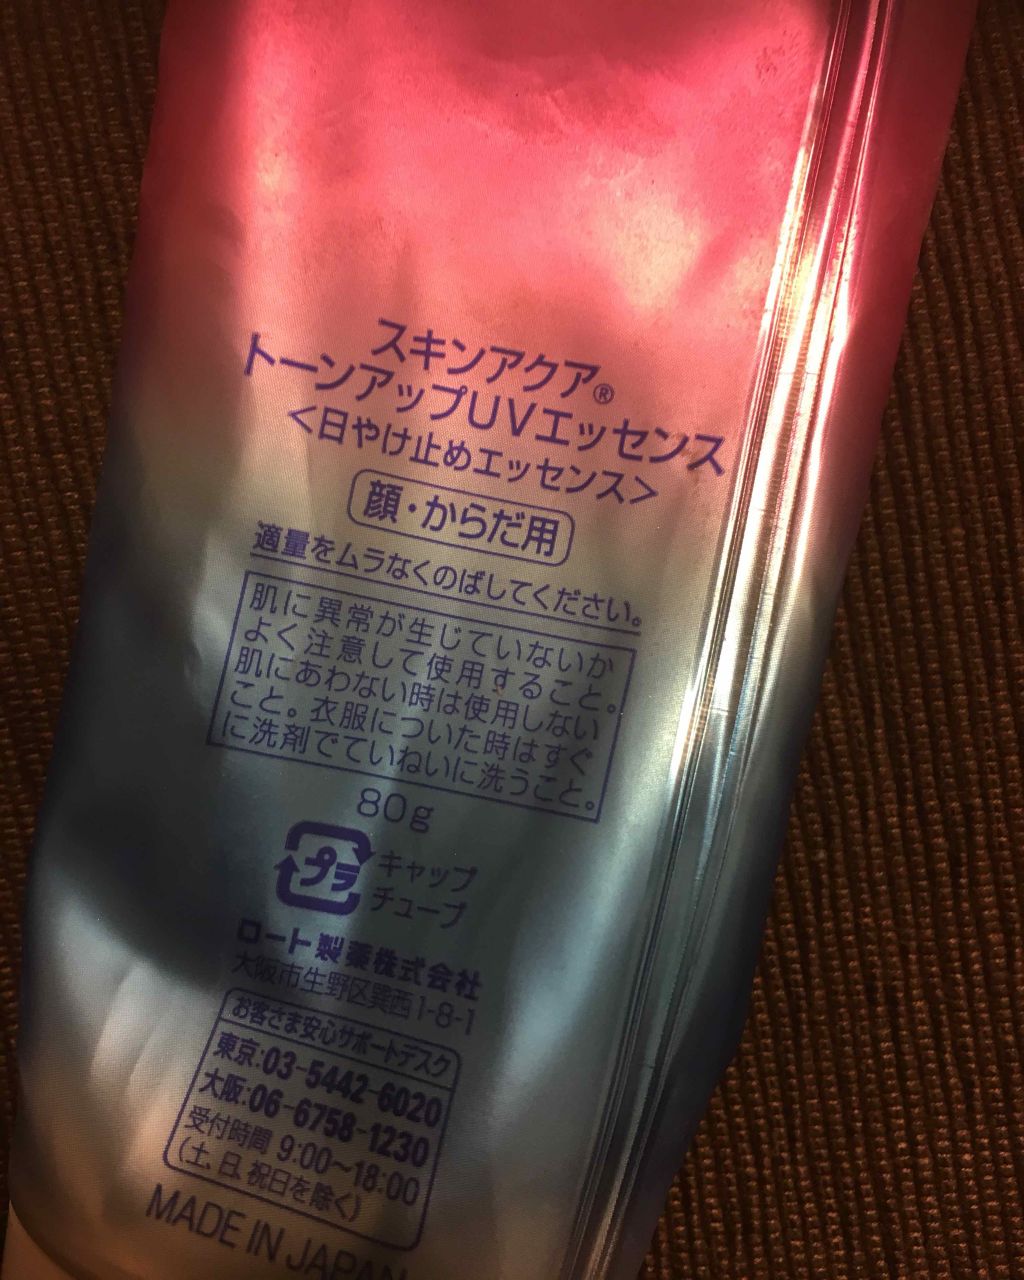 スキンアクア®
トーンアップUVエッセンス
<日やけ止めエッセンス>
顔・からだ用
適量をムラなくのばしてください。
肌に異常が生じていないか
よく注意して使用すること。
肌にあわない時は使用しない
こと。衣服についた時はすぐ
に洗剤でていねいに洗うこと。
80g
プラ
キャップ
チューブ
ロート製薬株式会社
大阪市生野区巽西1-8-1
お客さま安心サポートデスク
東京:03-5442-6020
大阪:06-6758-1230
受付時間 9:00~18:00
(土、日、祝日を除く)
MADE IN JAPAN